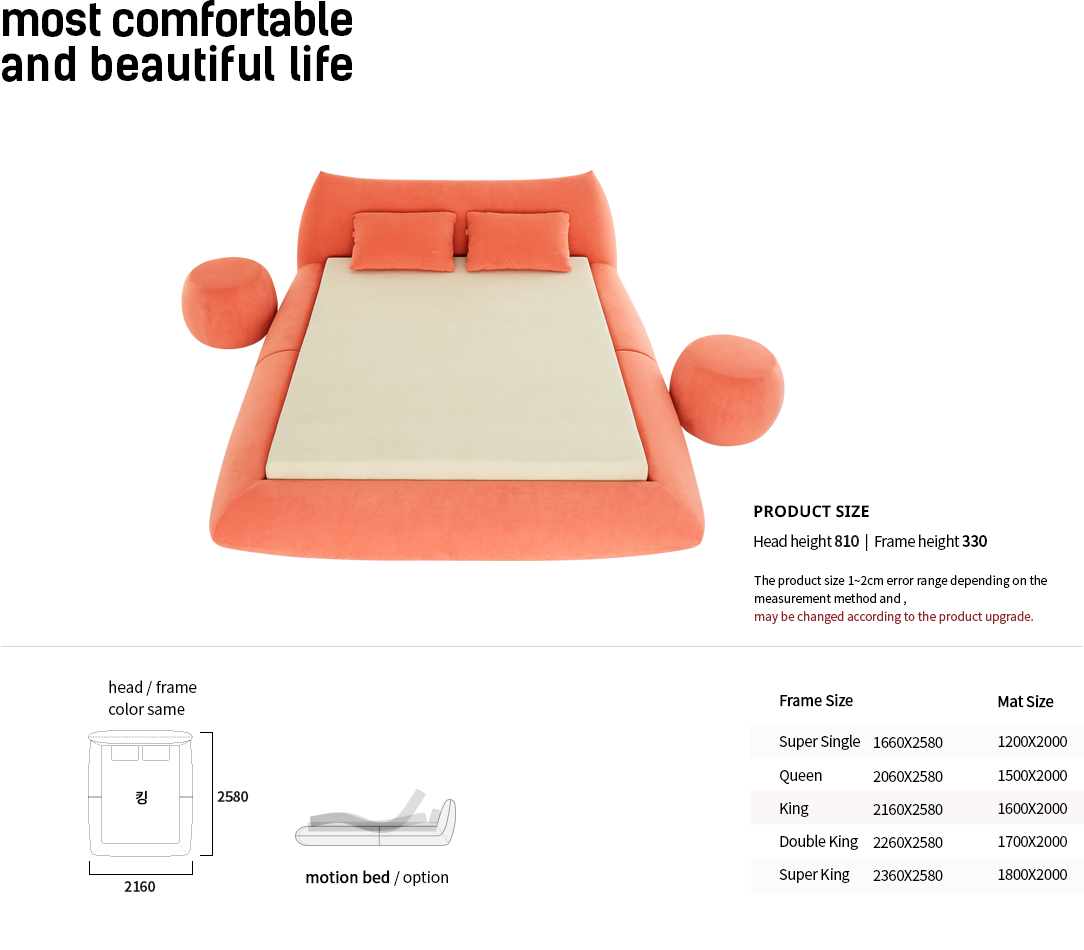 most comfortable
and beautiful life
PRODUCT SIZE
Head height 810 | Frame height 330
The product size 1~2cm error range depending on the
measurement method and ,
may be changed according to the product upgrade.
head / frame
color same
킹
2580
2160
motion bed / option
Frame Size Mat Size
Super Single 1660X2580 1200X2000
Queen 2060X2580 1500X2000
King 2160X2580 1600X2000
Double King 2260X2580 1700X2000
Super King 2360X2580 1800X2000